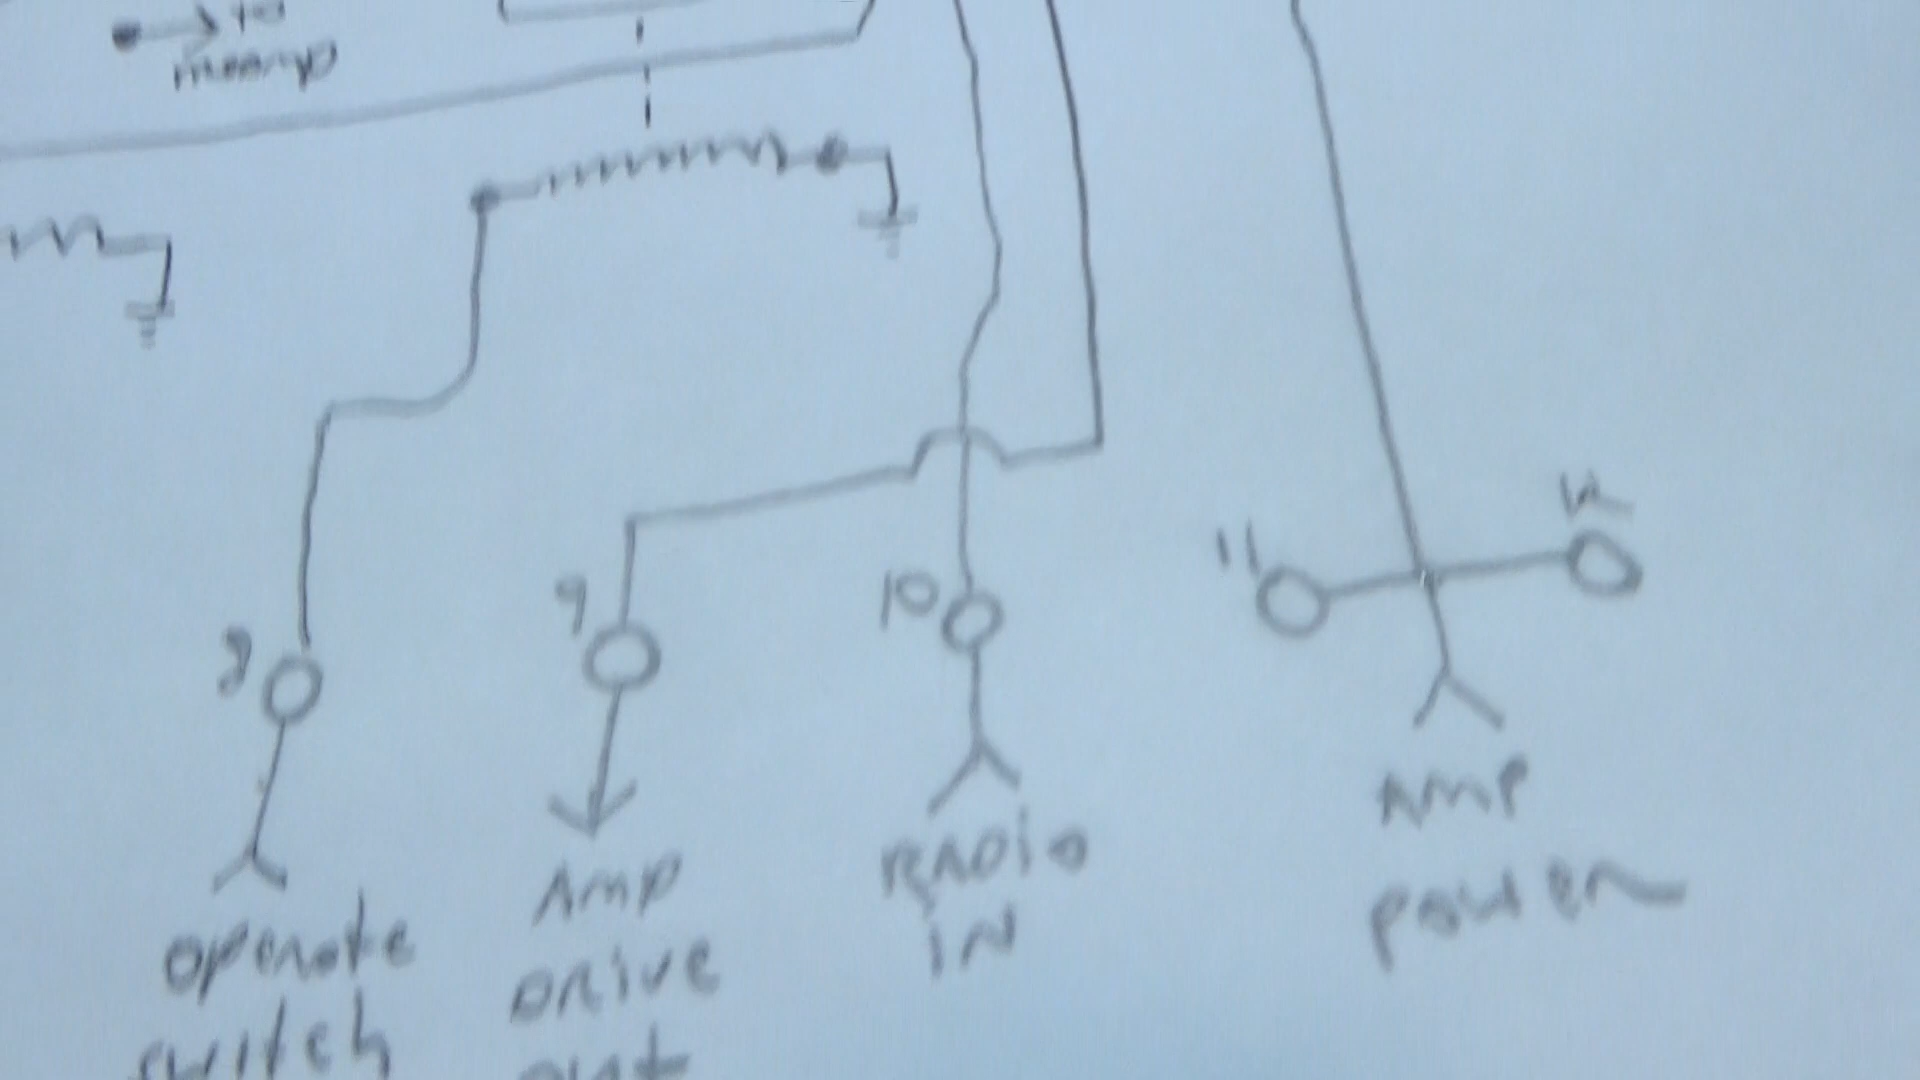 to
preamp
8
9
10
11
12
operate
switch
Amp
Drive
out
RADio
iN
AMP
power